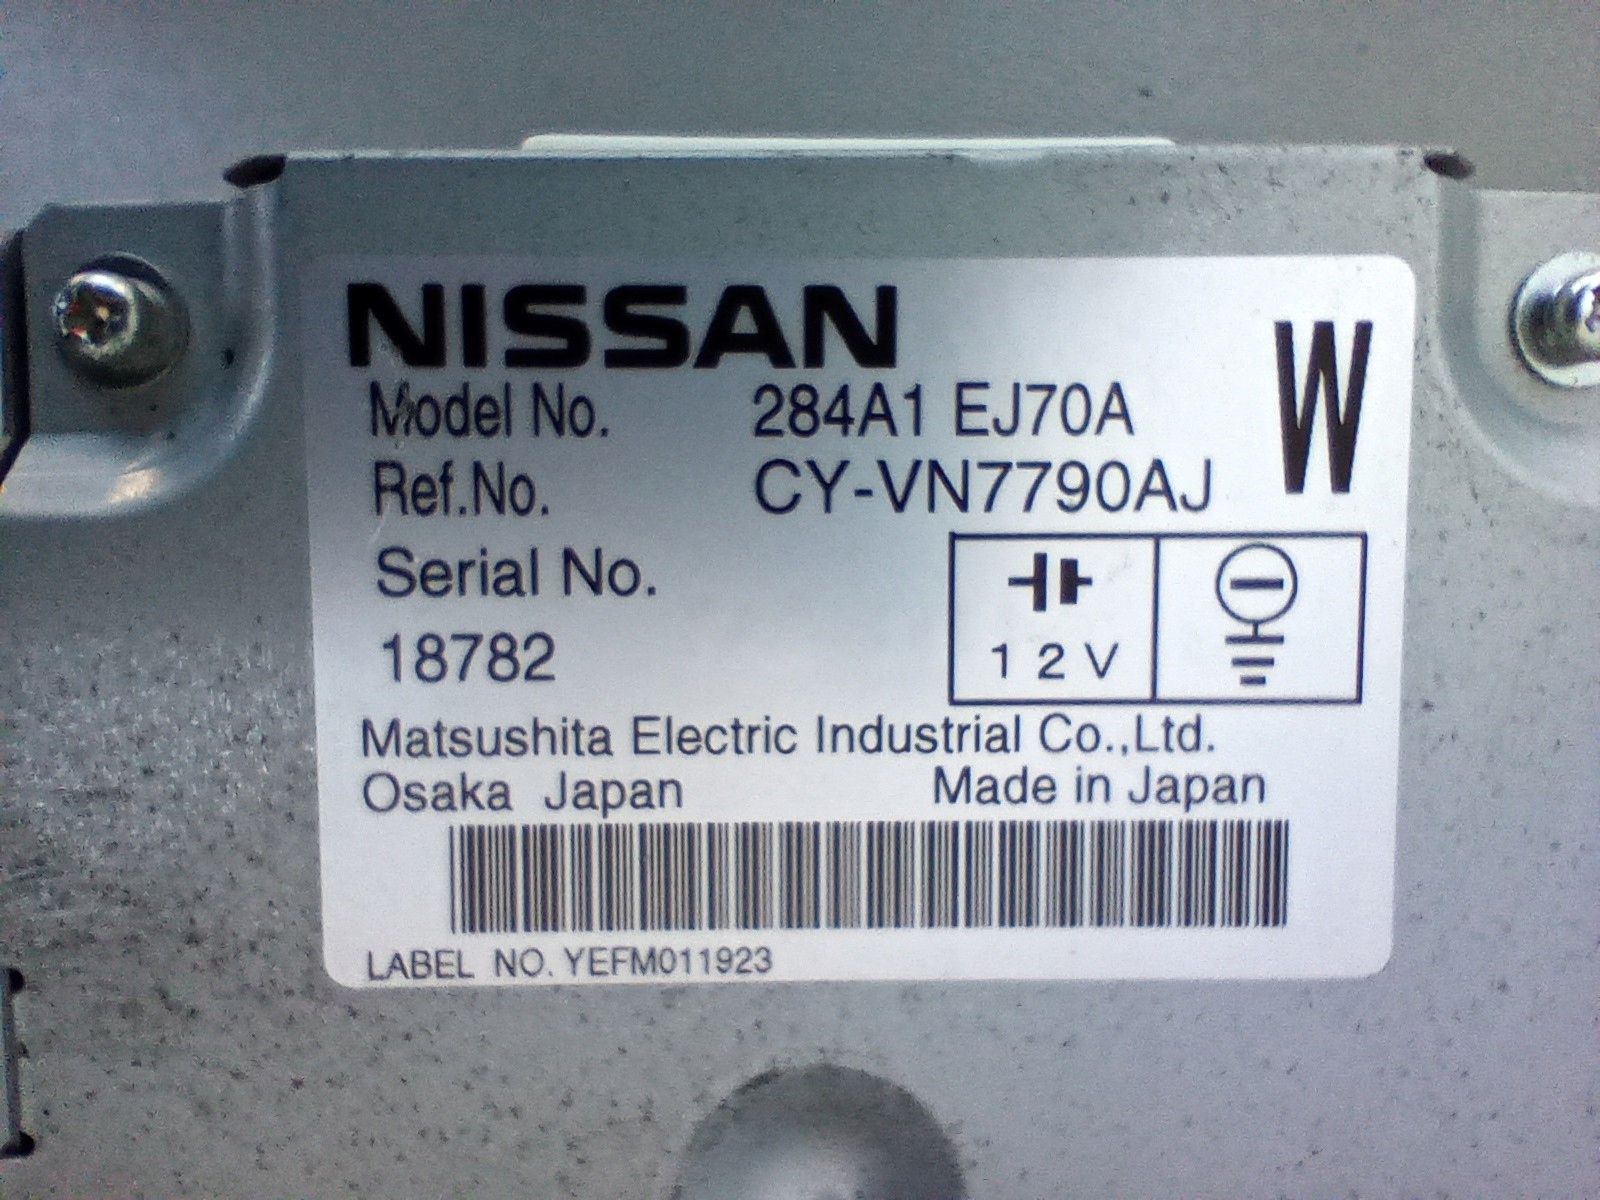 NISSAN
Model No. 284A1 EJ70A
W
Ref.No. CY-VN7790AJ
Serial No.
18782
12V
Matsushita Electric Industrial Co.,Ltd.
Osaka Japan Made in Japan
LABEL NO. YEFM011923